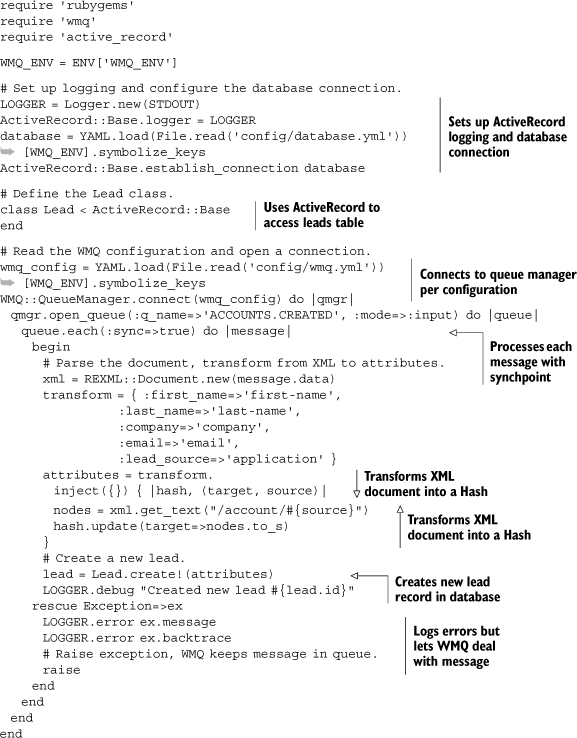 require 'rubygems'
require 'wmq'
require 'active_record'

WMQ_ENV = ENV['WMQ_ENV']

# Set up logging and configure the database connection.
LOGGER = Logger.new(STDOUT)
ActiveRecord::Base.logger = LOGGER
database = YAML.load(File.read('config/database.yml'))
➥ [WMQ_ENV].symbolize_keys
ActiveRecord::Base.establish_connection database
Sets up ActiveRecord
logging and database
connection

# Define the Lead class.
class Lead < ActiveRecord::Base
end
Uses ActiveRecord to
access leads table

# Read the WMQ configuration and open a connection.
wmq_config = YAML.load(File.read('config/wmq.yml'))
➥ [WMQ_ENV].symbolize_keys
Connects to queue manager
per configuration
WMQ::QueueManager.connect(wmq_config) do |qmgr|
  qmgr.open_queue(:q_name=>'ACCOUNTS.CREATED', :mode=>:input) do |queue|
    queue.each(:sync=>true) do |message|
Processes each
message with
synchpoint
      begin
        # Parse the document, transform from XML to attributes.
        xml = REXML::Document.new(message.data)
        transform = { :first_name=>'first-name',
                      :last_name=>'last-name',
                      :company=>'company',
                      :email=>'email',
                      :lead_source=>'application' }
        attributes = transform.
          inject({}) { |hash, (target, source)|
Transforms XML
document into a Hash
          nodes = xml.get_text("/account/#{source}")
          hash.update(target=>nodes.to_s)
        }
Transforms XML
document into a Hash
        # Create a new lead.
        lead = Lead.create!(attributes)
        LOGGER.debug "Created new lead #{lead.id}"
Creates new lead
record in database
      rescue Exception=>ex
        LOGGER.error ex.message
        LOGGER.error ex.backtrace
        # Raise exception, WMQ keeps message in queue.
        raise
Logs errors but
lets WMQ deal
with message
      end
    end
  end
end